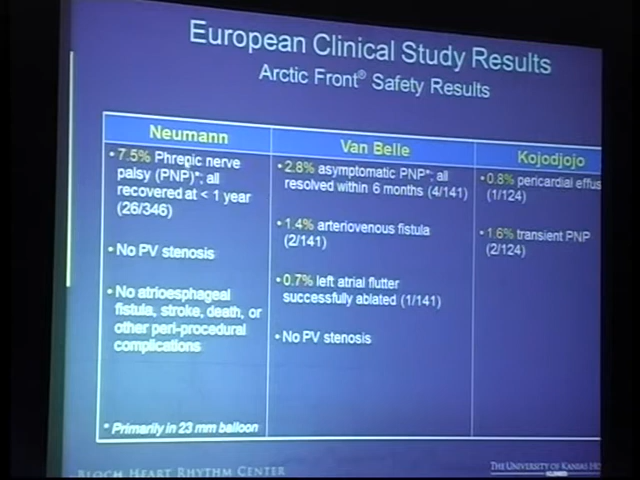 European Clinical Study Results
Arctic Front® Safety Results
Neumann
• 7.5% Phrenic nerve
palsy (PNP)*; all
recovered at < 1 year
(26/346)
• No PV stenosis
• No atrioesphageal
fistula, stroke, death, or
other peri-procedural
complications
* Primarily in 23 mm balloon
Van Belle
• 2.8% asymptomatic PNP*; all
resolved within 6 months (4/141)
• 1.4% arteriovenous fistula
(2/141)
• 0.7% left atrial flutter
successfully ablated (1/141)
• No PV stenosis
Kojodjojo
• 0.8% pericardial effus
(1/124)
• 1.6% transient PNP
(2/124)
BLOCH HEART RHYTHM CENTER
THE UNIVERSITY OF KANSAS HO